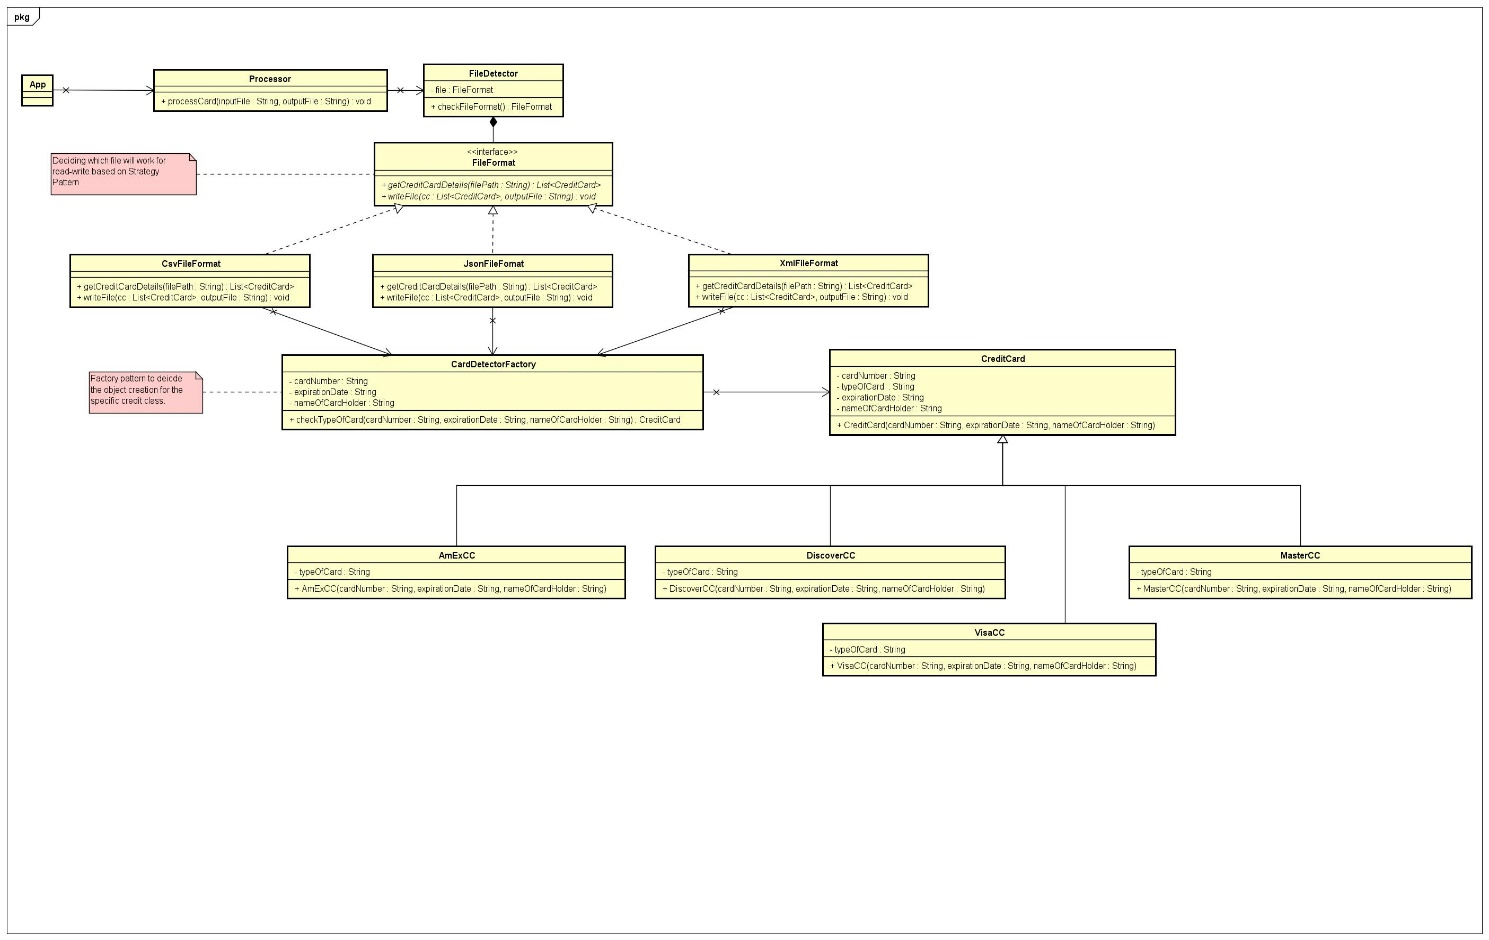 pkg
App
Processor
+ processCard(inputFile : String, outputFile : String) : void
FileDetector
file : FileFormat
+ checkFileFormat() : FileFormat
<<interface>>
FileFormat
+ getCreditCardDetails(filePath : String) : List<CreditCard>
+ writeFile(cc : List<CreditCard>, outputFile : String) : void
Deciding which file will work for
read-write based on Strategy
Pattern
CsvFileFormat
+ getCreditCardDetails(filePath : String) : List<CreditCard>
+ writeFile(cc : List<CreditCard>, outputFile : String) : void
JsonFileFomat
+ getCreditCardDetails(filePath : String) : List<CreditCard>
+ writeFile(cc : List<CreditCard>, outputFile : String) : void
XmlFileFormat
+ getCreditCardDetails(filePath : String) : List<CreditCard>
+ writeFile(cc : List<CreditCard>, outputFile : String) : void
Factory pattern to deicde
the object creation for the
specific credit class.
CardDetectorFactory
- cardNumber : String
- expirationDate : String
- nameOfCardHolder : String
+ checkTypeOfCard(cardNumber : String, expirationDate : String, nameOfCardHolder : String) : CreditCard
CreditCard
- cardNumber : String
- typeOfCard : String
- expirationDate : String
- nameOfCardHolder : String
+ CreditCard(cardNumber : String, expirationDate : String, nameOfCardHolder : String)
AmExCC
- typeOfCard : String
+ AmExCC(cardNumber : String, expirationDate : String, nameOfCardHolder : String)
DiscoverCC
- typeOfCard : String
+ DiscoverCC(cardNumber : String, expirationDate : String, nameOfCardHolder : String)
MasterCC
- typeOfCard : String
+ MasterCC(cardNumber : String, expirationDate : String, nameOfCardHolder : String)
VisaCC
- typeOfCard : String
+ VisaCC(cardNumber : String, expirationDate : String, nameOfCardHolder : String)